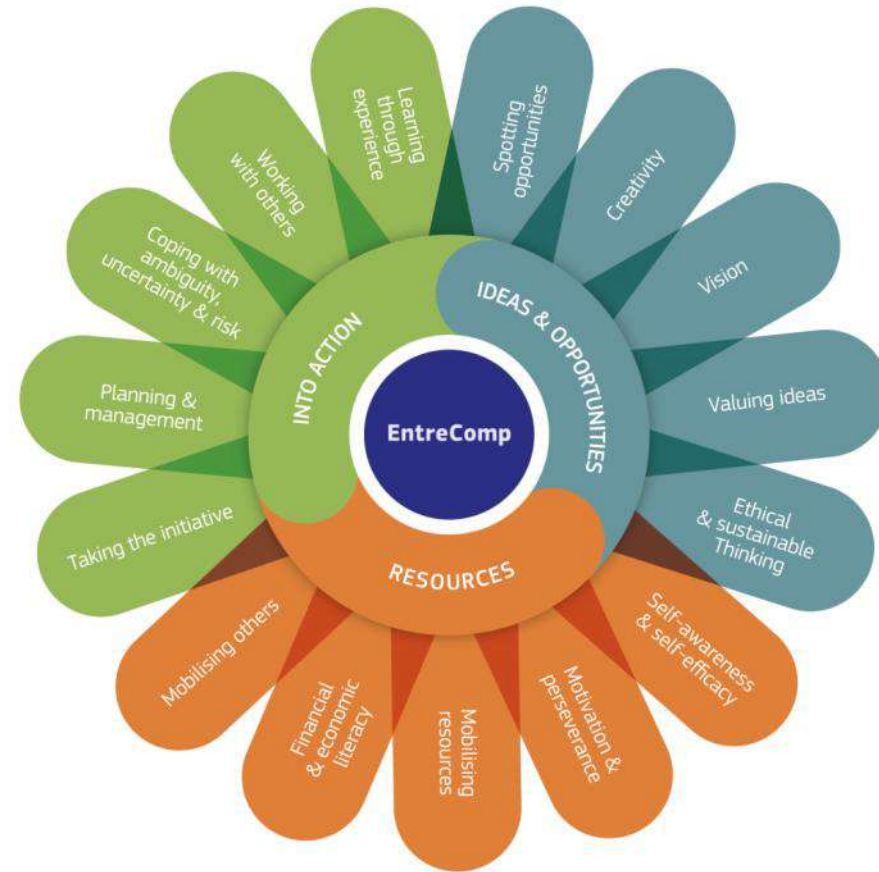 EntreComp
IDEAS & OPPORTUNITIES
Spotting
opportunities
Creativity
Vision
Valuing ideas
Ethical
& sustainable
Thinking
RESOURCES
Self-awareness
& self-efficacy
Motivation &
perseverance
Mobilising
resources
Financial
& economic
literacy
Mobilising others
INTO ACTION
Taking the initiative
Planning &
management
Coping with
ambiguity,
uncertainty & risk
Working
with others
Learning
through
experience